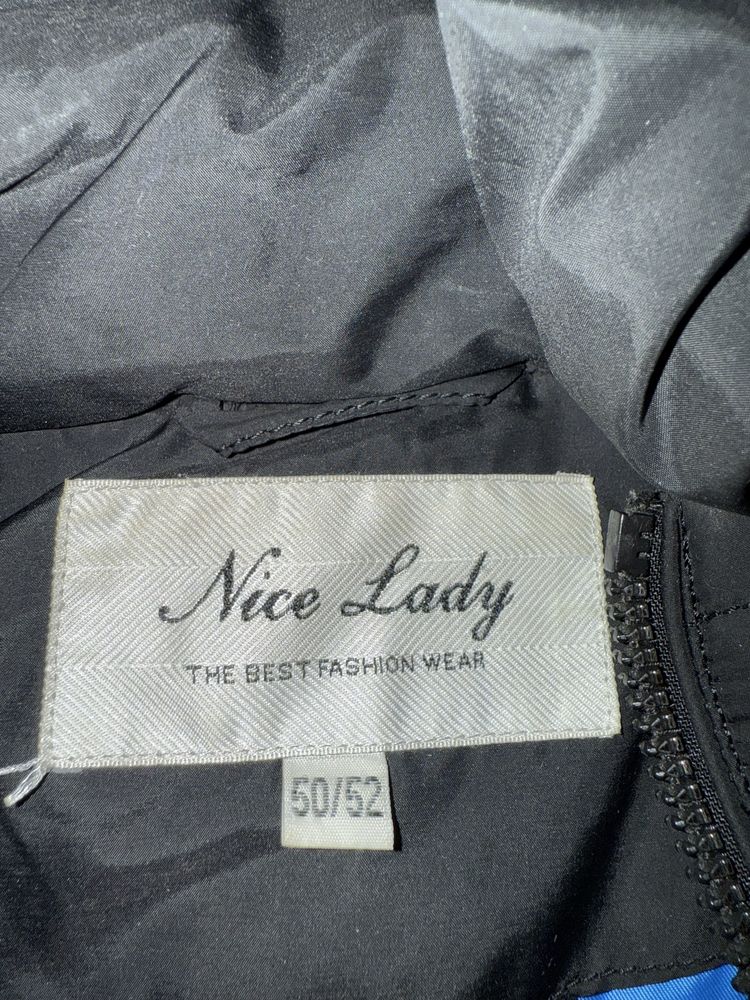 Nice Lady
THE BEST FASHION WEAR
50/52